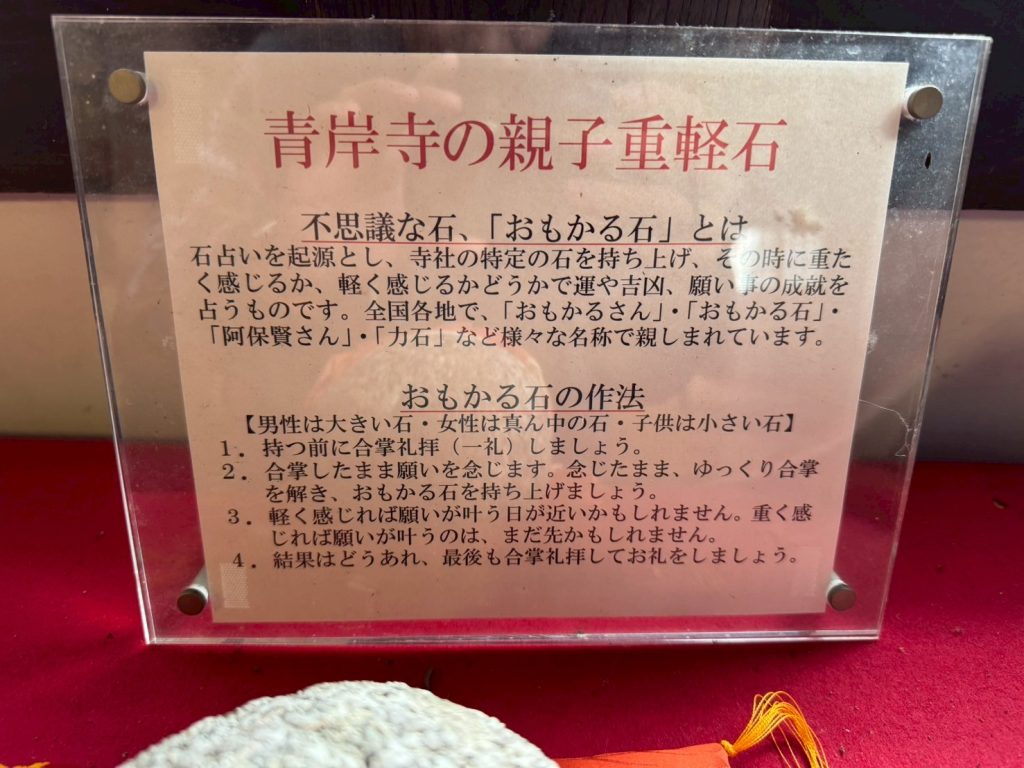 青岸寺の親子重軽石
不思議な石、「おもかる石」とは
石占いを起源とし、寺社の特定の石を持ち上げ、その時に重た
く感じるか、軽く感じるかどうかで運や吉凶、願い事の成就を
占うものです。全国各地で、「おもかるさん」・「おもかる石」・
「阿保賢さん」・「力石」など様々な名称で親しまれています。
おもかる石の作法
【男性は大きい石・女性は真ん中の石・子供は小さい石】
１．持つ前に合掌礼拝（一礼）しましょう。
２．合掌したまま願いを念じます。念じたまま、ゆっくり合掌
を解き、おもかる石を持ち上げましょう。
３．軽く感じれば願いが叶う日が近いかもしれません。重く感
じれば願いが叶うのは、まだ先かもしれません。
４．結果はどうあれ、最後も合掌礼拝してお礼をしましょう。